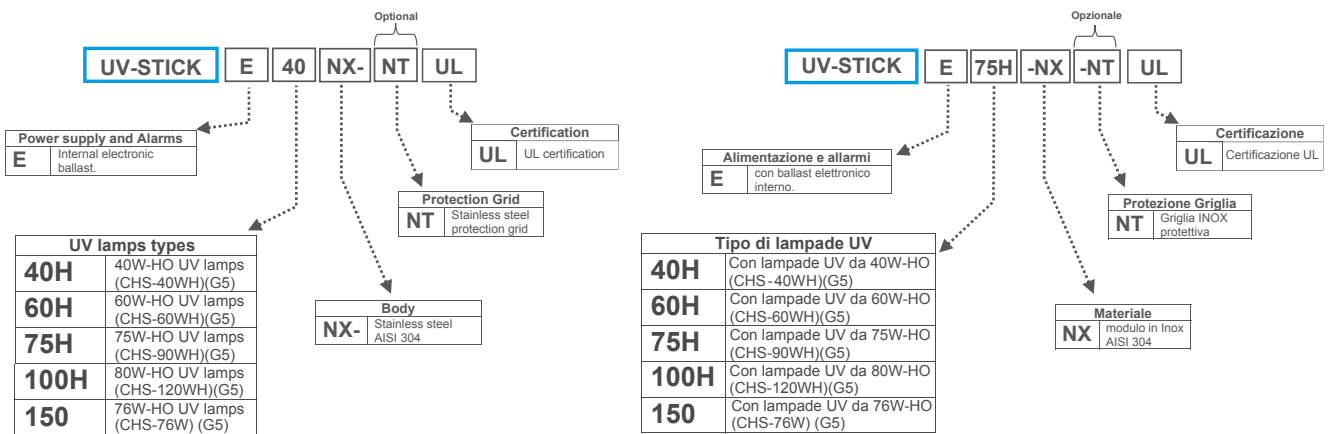 Optional
UV-STICK E 40 NX- NT UL
Power supply and Alarms
E Internal electronic
ballast.
Certification
UL UL certification
Protection Grid
NT Stainless steel
protection grid
UV lamps types
40H 40W-HO UV lamps
(CHS-40WH)(G5)
60H 60W-HO UV lamps
(CHS-60WH)(G5)
75H 75W-HO UV lamps
(CHS-90WH)(G5)
100H 80W-HO UV lamps
(CHS-120WH)(G5)
150 76W-HO UV lamps
(CHS-76W) (G5)
Body
NX- Stainless steel
AISI 304
Opzionale
UV-STICK E 75H -NX -NT UL
Alimentazione e allarmi
E con ballast elettronico
interno.
Certificazione
UL Certificazione UL
Protezione Griglia
NT Griglia INOX
protettiva
Tipo di lampade UV
40H Con lampade UV da 40W-HO
(CHS-40WH)(G5)
60H Con lampade UV da 60W-HO
(CHS-60WH)(G5)
75H Con lampade UV da 75W-HO
(CHS-90WH)(G5)
100H Con lampade UV da 80W-HO
(CHS-120WH)(G5)
150 Con lampade UV da 76W-HO
(CHS-76W) (G5)
Materiale
NX modulo in Inox
AISI 304